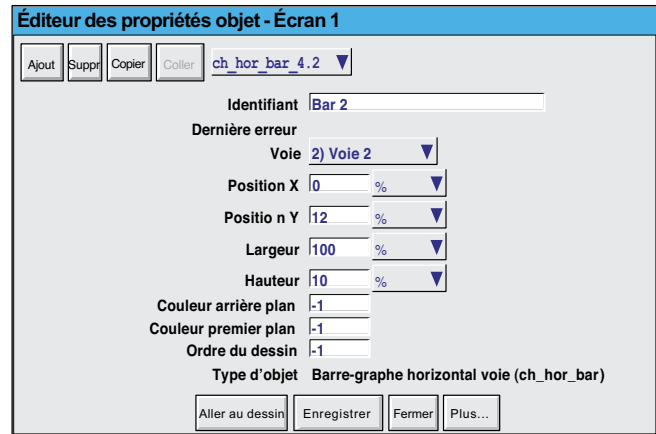 Éditeur des propriétés objet - Écran 1
Ajout Suppr Copier Coller ch_hor_bar_4.2
Identifiant Bar 2
Dernière erreur
Voie 2) Voie 2
Position X 0 %
Positio n Y 12 %
Largeur 100 %
Hauteur 10 %
Couleur arrière plan -1
Couleur premier plan -1
Ordre du dessin -1
Type d'objet Barre-graphe horizontal voie (ch_hor_bar)
Aller au dessin Enregistrer Fermer Plus...